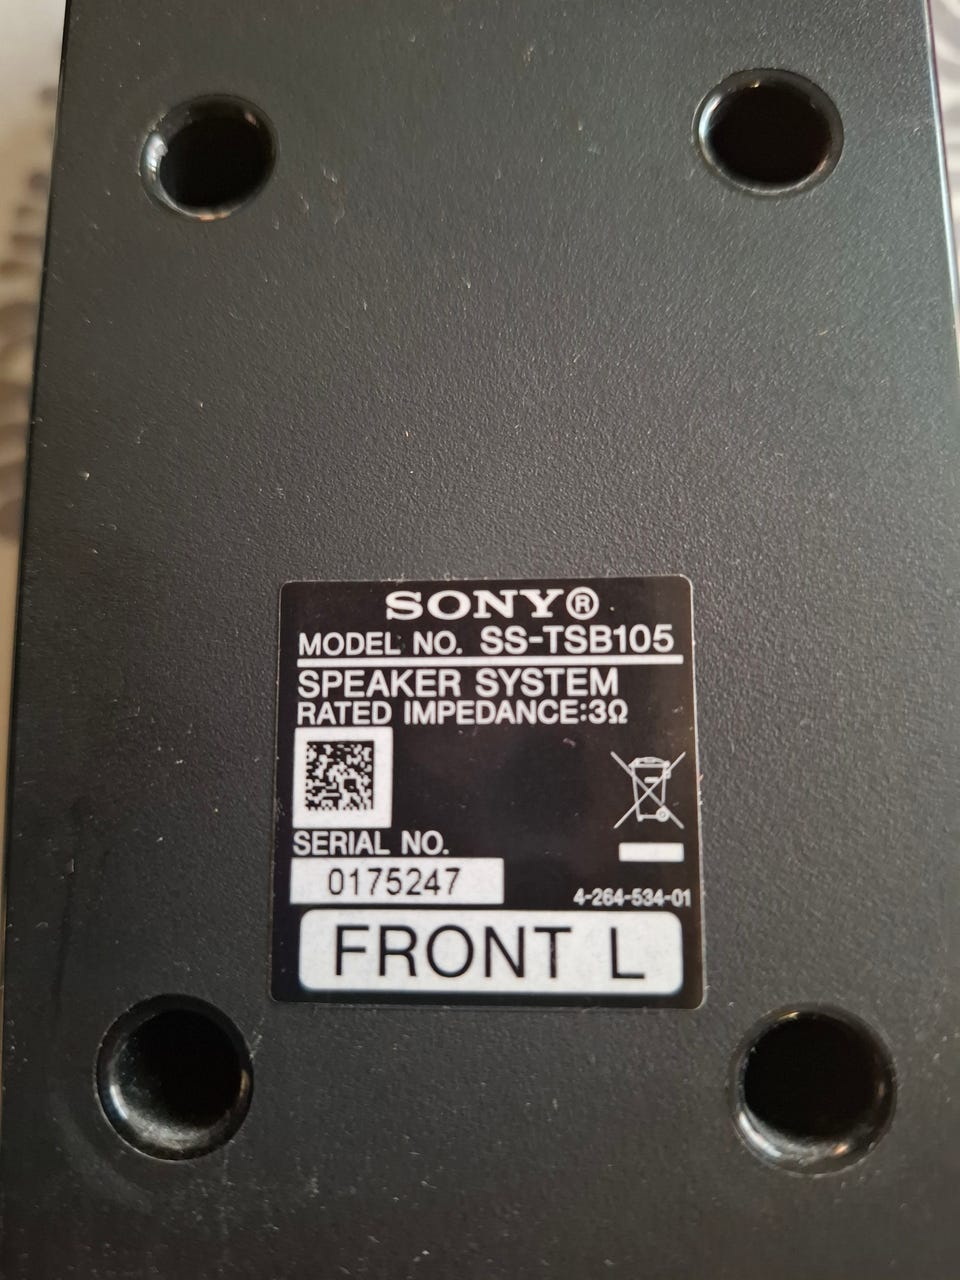 SONY®
MODEL NO. SS-TSB105
SPEAKER SYSTEM
RATED IMPEDANCE:3Ω
SERIAL NO.
0175247
4-264-534-01
FRONT L